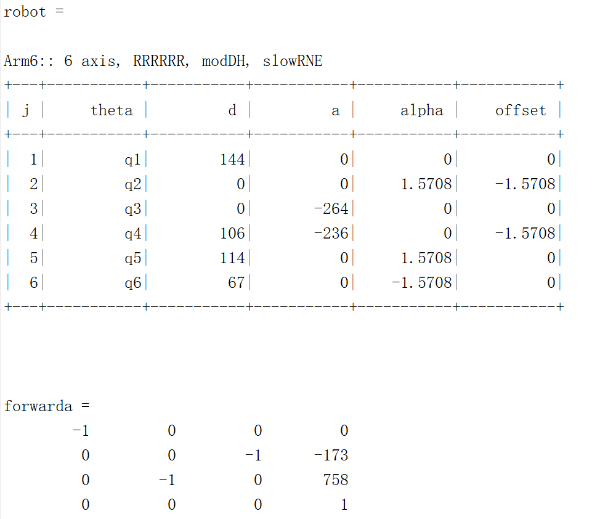 robot =
Arm6:: 6 axis, RRRRRR, modDH, slowRNE
+---+-----------+-----------+-----------+-----------+-----------+
| j |     theta |         d |         a |     alpha |    offset |
+---+-----------+-----------+-----------+-----------+-----------+
|  1|         q1|        144|          0|          0|          0|
|  2|         q2|          0|          0|     1.5708|    -1.5708|
|  3|         q3|          0|       -264|          0|          0|
|  4|         q4|        106|       -236|          0|    -1.5708|
|  5|         q5|        114|          0|     1.5708|          0|
|  6|         q6|         67|          0|    -1.5708|          0|
+---+-----------+-----------+-----------+-----------+-----------+
forwarda =
-1 0 0 0
0 0 -1 -173
0 -1 0 758
0 0 0 1